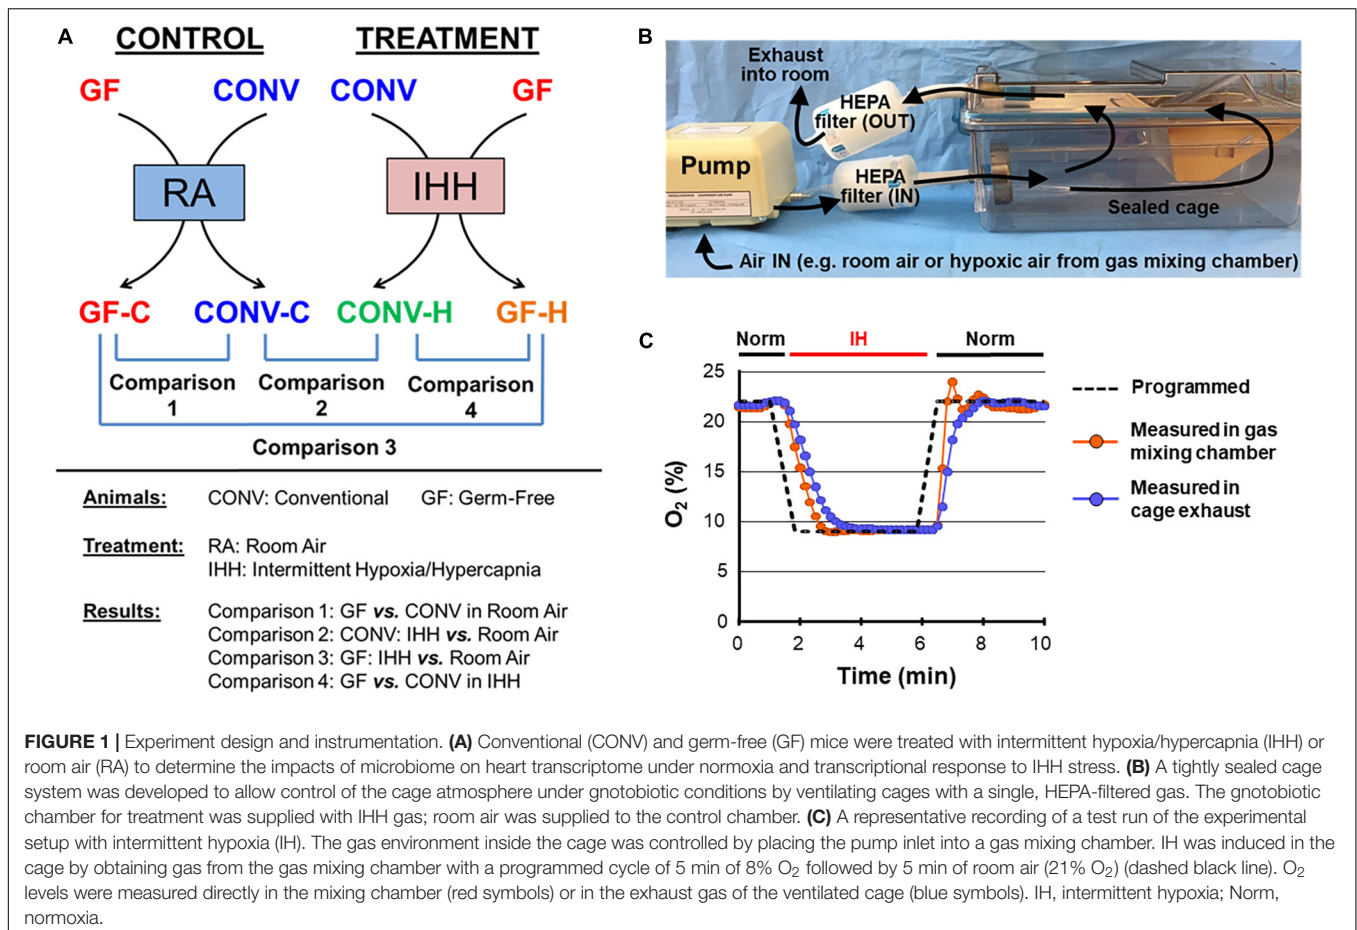 A
CONTROL
TREATMENT
GF
CONV
CONV
GF
RA
IHH
GF-C
CONV-C
CONV-H
GF-H
Comparison
1
Comparison
2
Comparison
4
Comparison 3
Animals: CONV: Conventional GF: Germ-Free
Treatment: RA: Room Air
IHH: Intermittent Hypoxia/Hypercapnia
Results: Comparison 1: GF vs. CONV in Room Air
Comparison 2: CONV: IHH vs. Room Air
Comparison 3: GF: IHH vs. Room Air
Comparison 4: GF vs. CONV in IHH
B
Exhaust
into room
HEPA
filter (OUT)
Pump
HEPA
filter (IN)
Sealed cage
Air IN (e.g. room air or hypoxic air from gas mixing chamber)
C
Norm
IH
Norm
25
20
15
10
5
0
O2 (%)
0 2 4 6 8 10
Time (min)
Programmed
Measured in gas
mixing chamber
Measured in
cage exhaust
FIGURE 1 | Experiment design and instrumentation. (A) Conventional (CONV) and germ-free (GF) mice were treated with intermittent hypoxia/hypercapnia (IHH) or
room air (RA) to determine the impacts of microbiome on heart transcriptome under normoxia and transcriptional response to IHH stress. (B) A tightly sealed cage
system was developed to allow control of the cage atmosphere under gnotobiotic conditions by ventilating cages with a single, HEPA-filtered gas. The gnotobiotic
chamber for treatment was supplied with IHH gas; room air was supplied to the control chamber. (C) A representative recording of a test run of the experimental
setup with intermittent hypoxia (IH). The gas environment inside the cage was controlled by placing the pump inlet into a gas mixing chamber. IH was induced in the
cage by obtaining gas from the gas mixing chamber with a programmed cycle of 5 min of 8% O2 followed by 5 min of room air (21% O2) (dashed black line). O2
levels were measured directly in the mixing chamber (red symbols) or in the exhaust gas of the ventilated cage (blue symbols). IH, intermittent hypoxia; Norm,
normoxia.